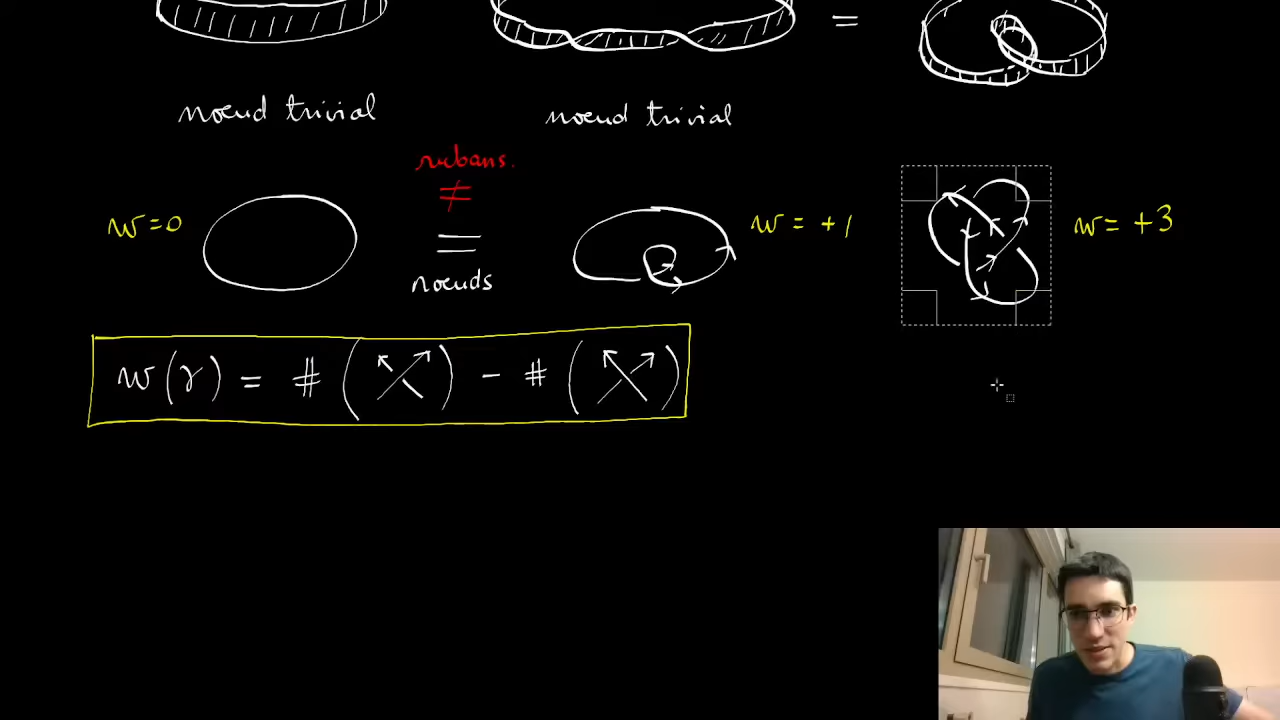 =
nœud trivial nœud trivial
rubans.
≠
w=0 = w = +1 w = +3
nœuds
w(γ) = # ( ) - # ( )